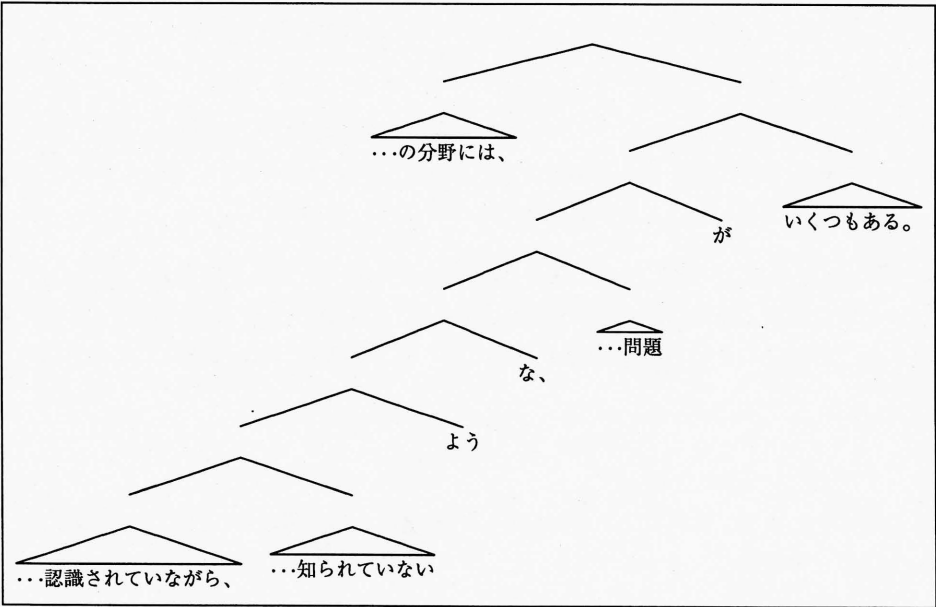 …の分野には、
いくつもある。
が
…問題
な、
よう
…認識されていながら、
…知られていない